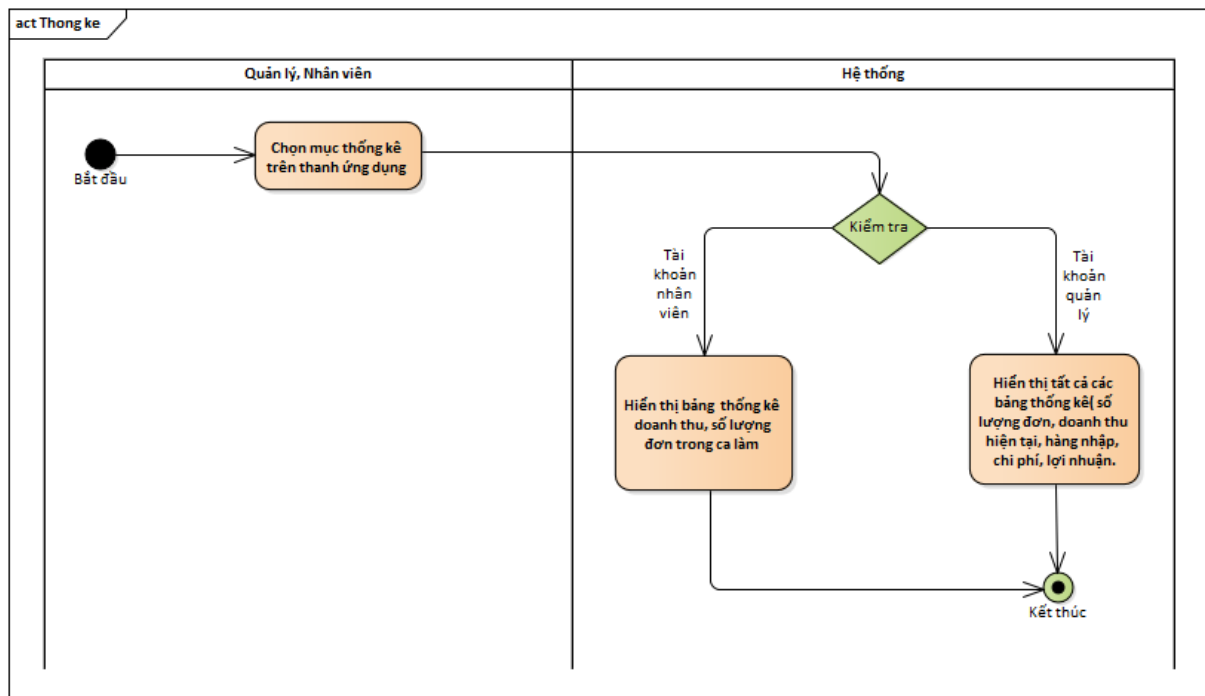 act Thong ke
Quản lý, Nhân viên
Hệ thống
Bắt đầu
Chọn mục thống kê
trên thanh ứng dụng
Kiểm tra
Tài
khoản
nhân
viên
Tài
khoản
quản
lý
Hiển thị bảng thống kê
doanh thu, số lượng
đơn trong ca làm
Hiển thị tất cả các
bảng thống kê( số
lượng đơn, doanh thu
hiện tại, hàng nhập,
chi phí, lợi nhuận.
Kết thúc